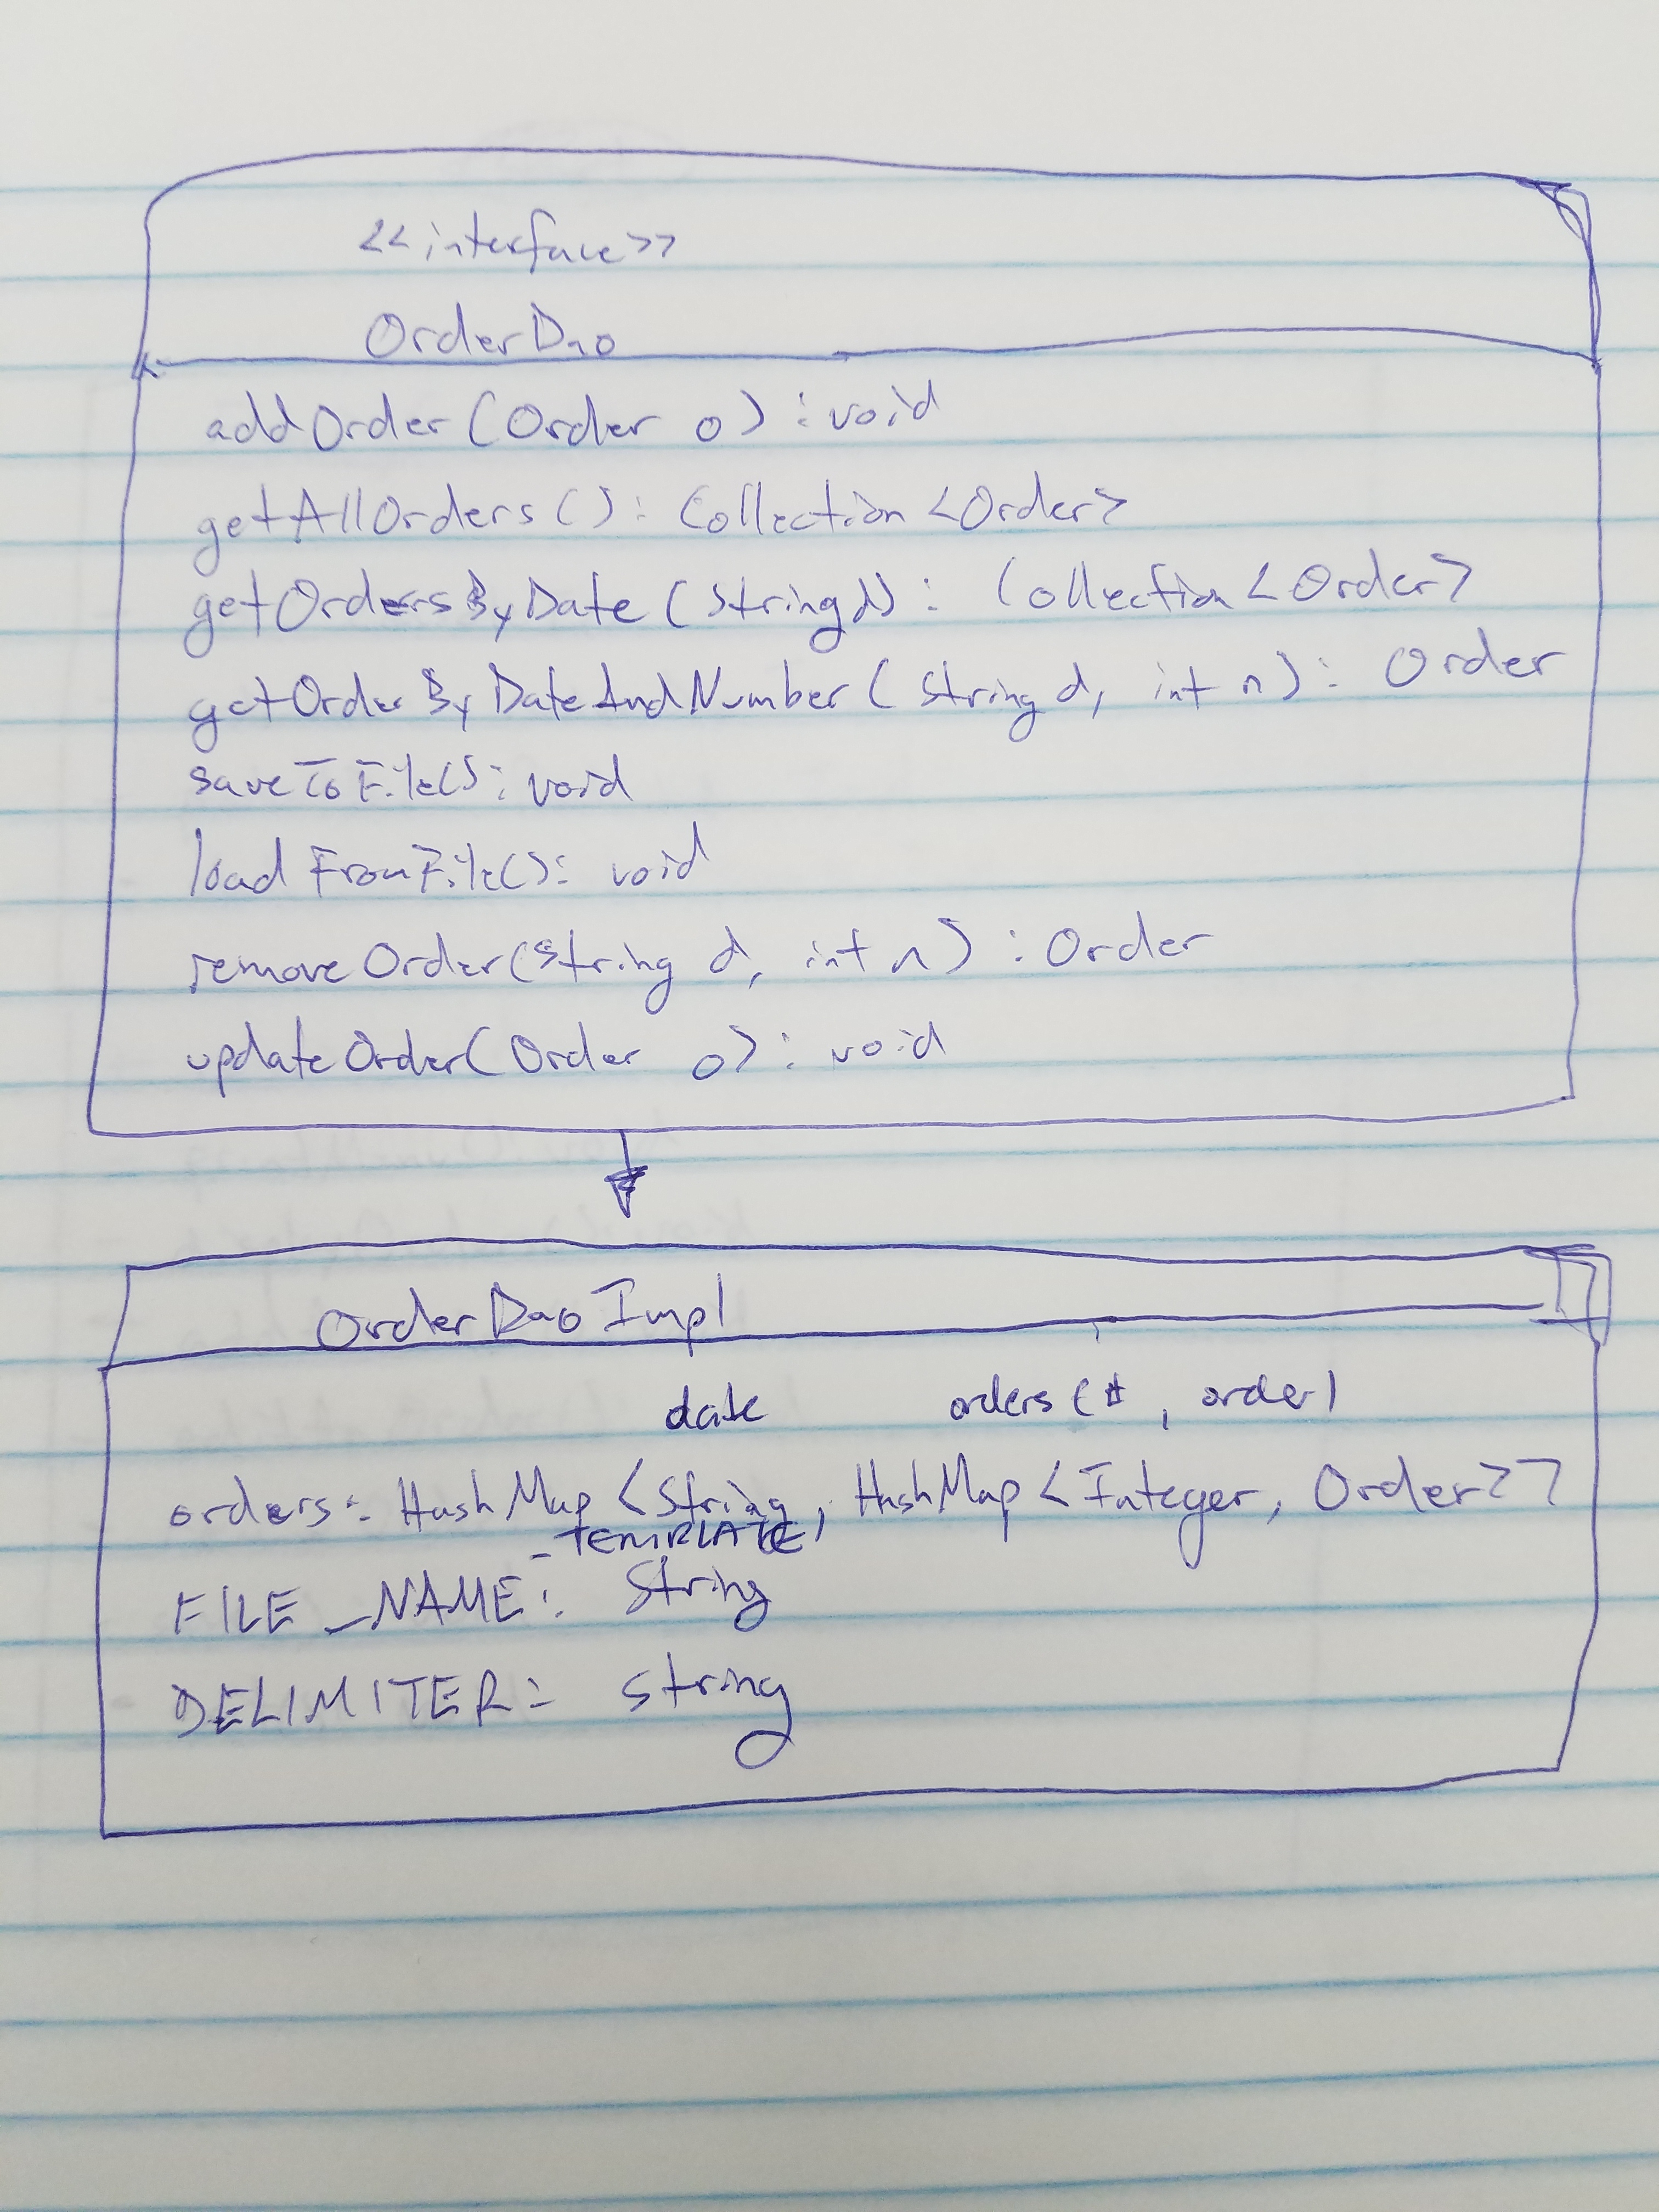 <<interface>>
OrderDao
addOrder(Order o) : void
getAllOrders(): Collection<Order>
getOrdersByDate(String d): Collection<Order>
getOrderByDateAndNumber(String d, int n): Order
saveToFile(): void
loadFromFile(): void
removeOrder(String d, int n) : Order
updateOrder(Order o): void
OrderDaoImpl
date orders(#, order)
orders: HashMap<String, HashMap<Integer, Order>>
_TEMPLATE
FILE_NAME: String
DELIMITER: String